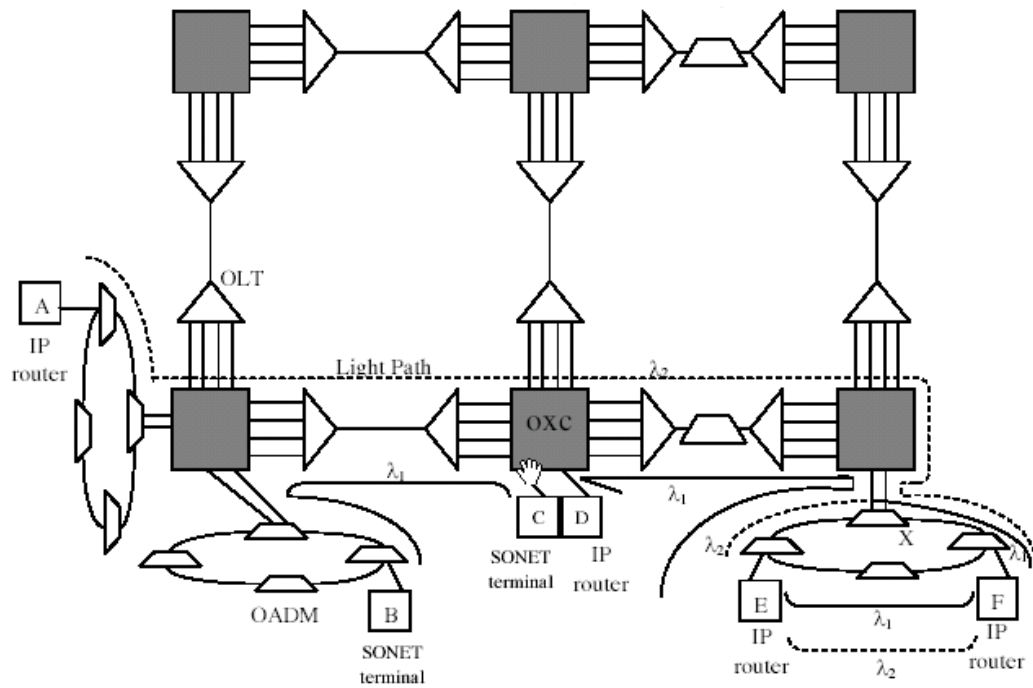 OLT
A
IP
router
Light Path
λ₂
OXC
λ₁
λ₁
C
D
SONET
terminal
IP
router
X
λ₂
λ₁
OADM
B
SONET
terminal
E
IP
router
λ₁
λ₂
F
IP
router